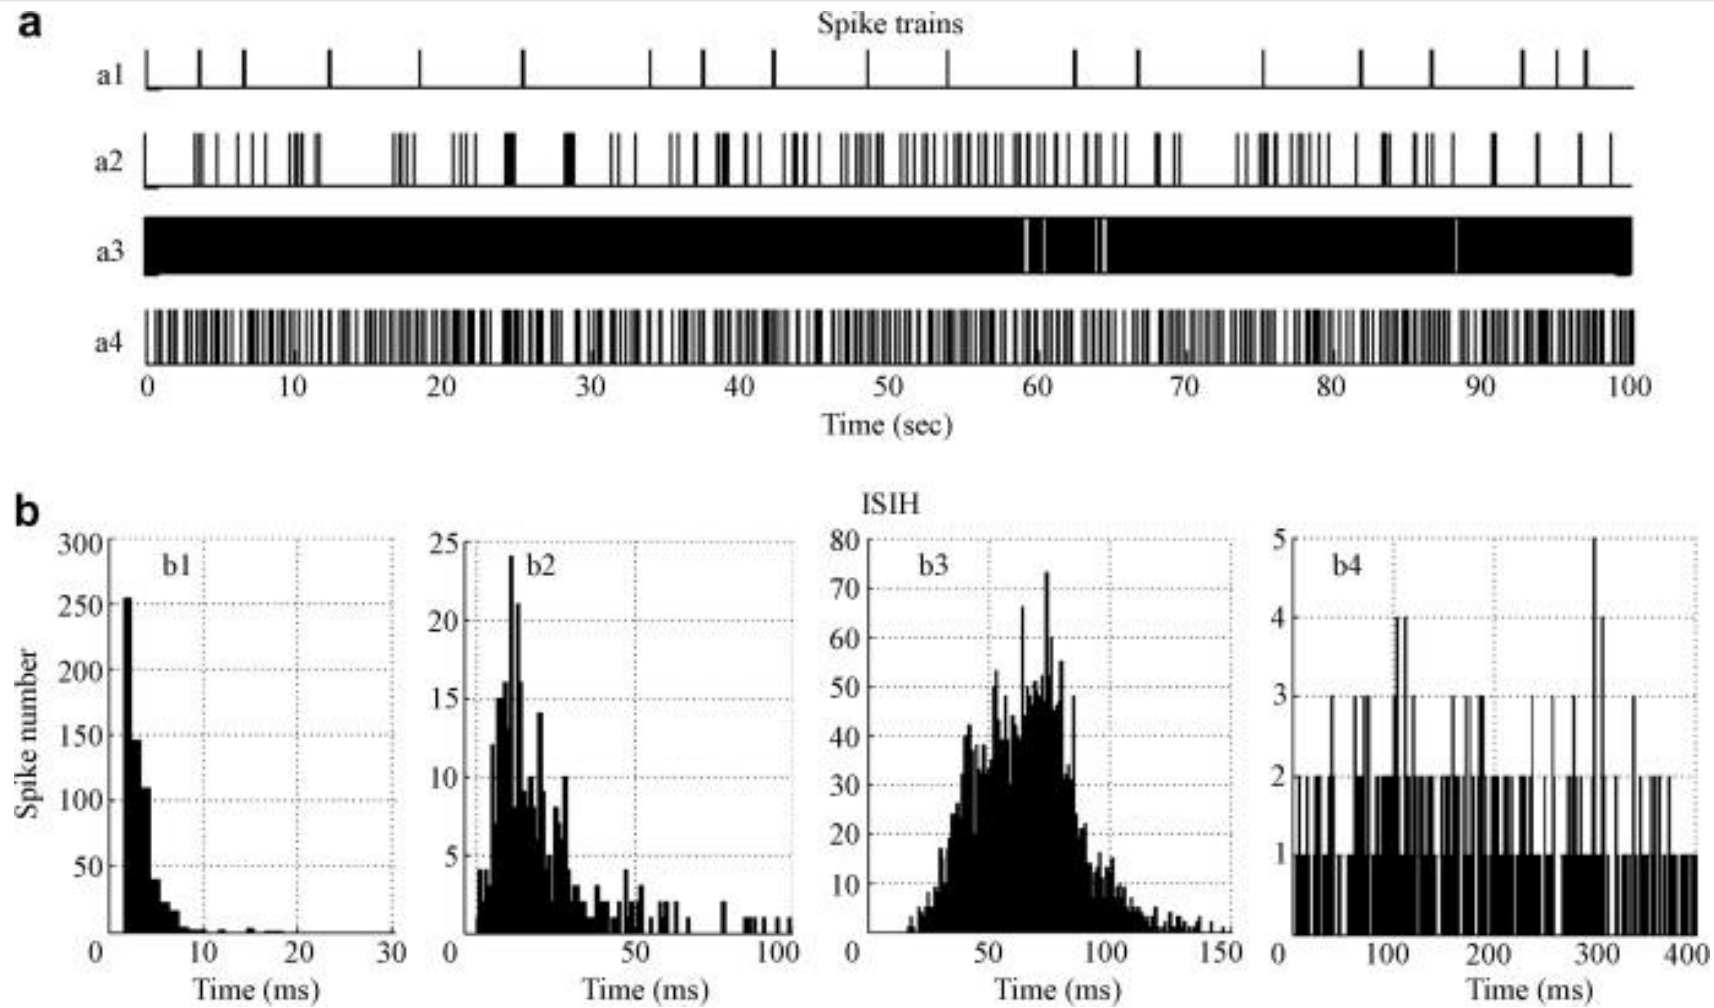 a
Spike trains
a1
a2
a3
a4
0 10 20 30 40 50 60 70 80 90 100
Time (sec)
b
ISIH
Spike number
300
250
200
150
100
50
b1
0 10 20 30
Time (ms)
25
20
15
10
5
b2
0 50 100
Time (ms)
80
70
60
50
40
30
20
10
b3
0 50 100 150
Time (ms)
5
4
3
2
1
b4
0 100 200 300 400
Time (ms)